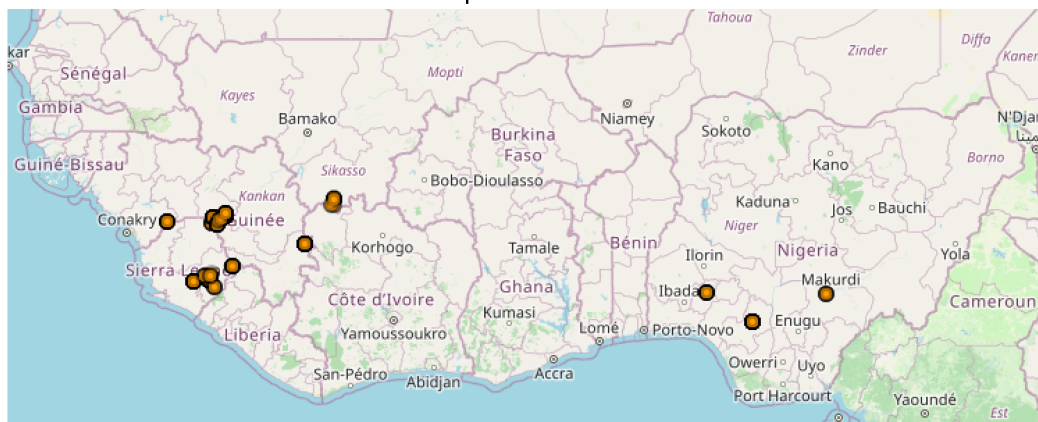 Tahoua
kar
Diffa
Zinder
Kanem
Sénégal
Mopti
Kayes
Gambia
Bamako
Niamey
N'Dja
Sokoto
Burkina
Faso
Kano
Borno
Guiné-Bissau
Sikasso
Bobo-Dioulasso
Kankan
Kaduna
Jos
Bauchi
Conakry
Guinée
Niger
Korhogo
Tamale
Bénin
Nigeria
Yola
Ilorin
Sierra Le
Makurdi
Ghana
Ibada
Côte d'Ivoire
Cameroun
Kumasi
Enugu
Liberia
Yamoussoukro
Lomé
Porto-Novo
Owerri
Uyo
San-Pédro
Accra
Abidjan
Port Harcourt
Yaoundé
Est